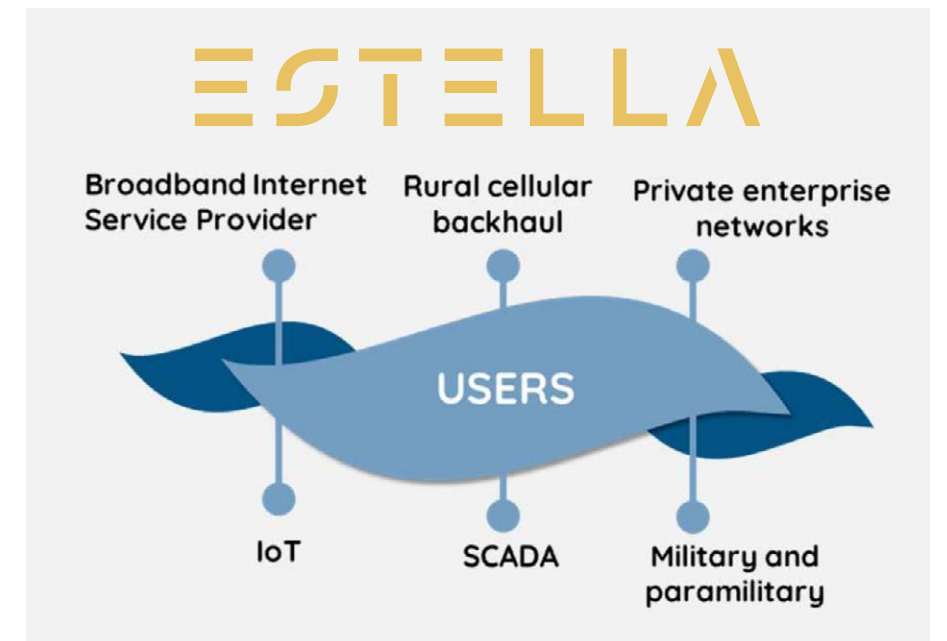 ESTELLA
Broadband Internet
Service Provider
Rural cellular
backhaul
Private enterprise
networks
USERS
IoT
SCADA
Military and
paramilitary